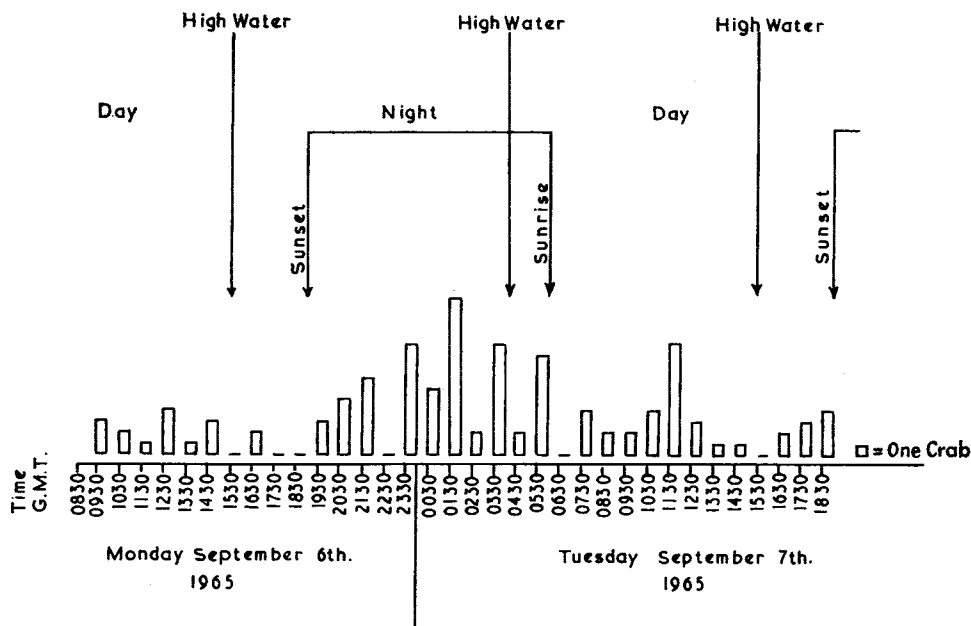 High Water High Water High Water
Day Night Day
Sunset Sunrise Sunset
= One Crab
Time
G.M.T.
0830 0930 1030 1130 1230 1330 1430 1530 1630 1730 1830 1930 2030 2130 2230 2330 0030 0130 0230 0330 0430 0530 0630 0730 0830 0930 1030 1130 1230 1330 1430 1530 1630 1730 1830
Monday September 6th. Tuesday September 7th.
1965 1965